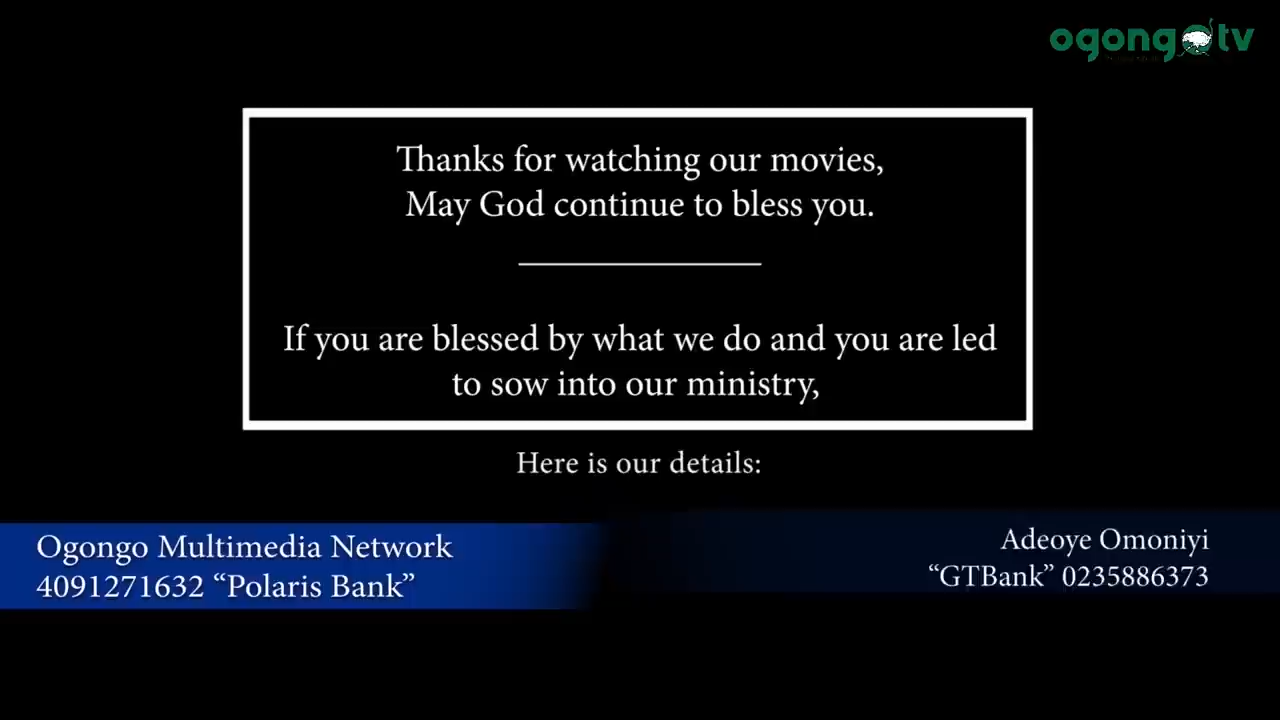 ogongotv
Thanks for watching our movies,
May God continue to bless you.
If you are blessed by what we do and you are led
to sow into our ministry,
Here is our details:
Ogongo Multimedia Network
4091271632 “Polaris Bank”
Adeoye Omoniyi
“GTBank” 0235886373